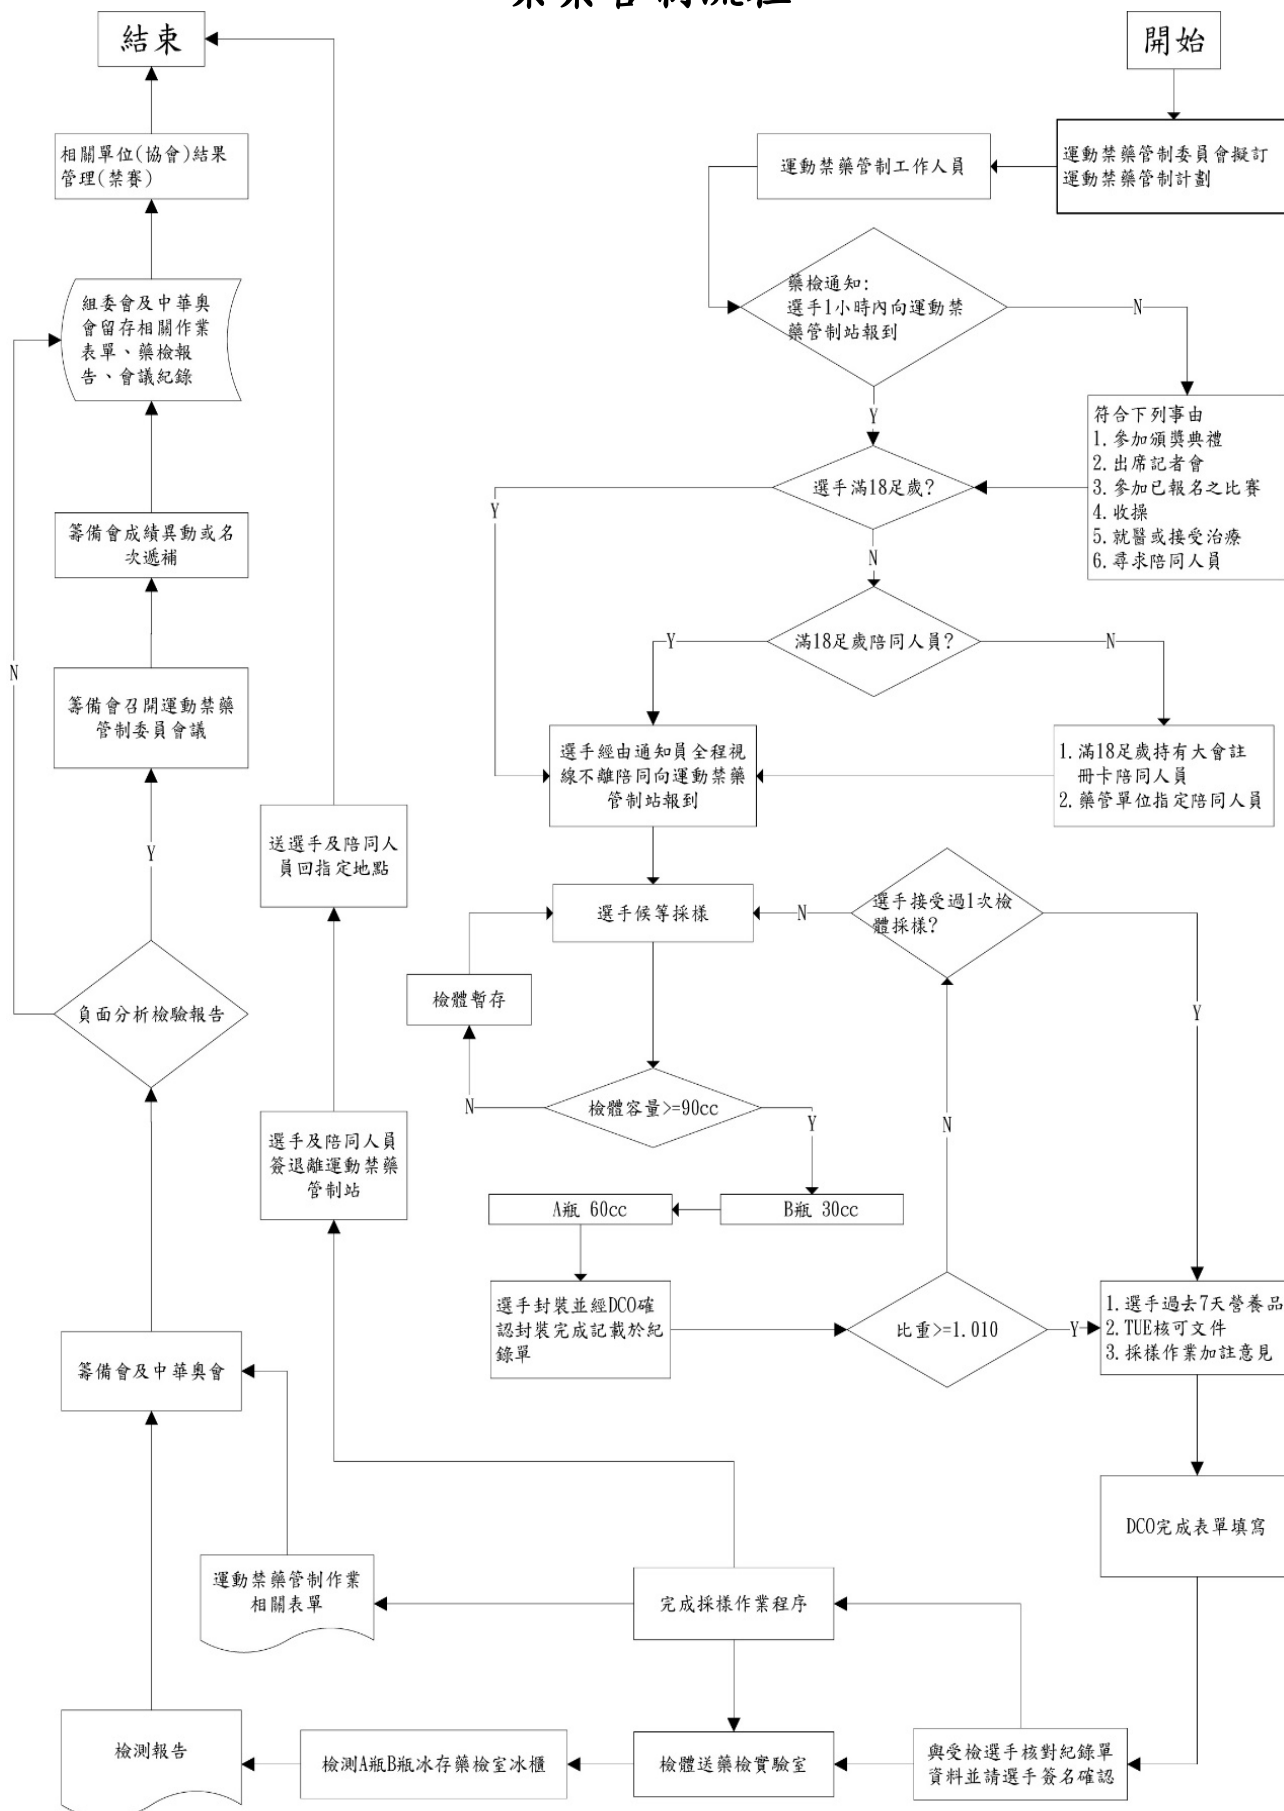 開始
運動禁藥管制委員會擬訂
運動禁藥管制計劃
運動禁藥管制工作人員
藥檢通知:
選手1小時內向運動禁
藥管制站報到
N
Y
符合下列事由
1.參加頒獎典禮
2.出席記者會
3.參加已報名之比賽
4.收操
5.就醫或接受治療
6.尋求陪同人員
選手滿18足歲?
Y
N
滿18足歲陪同人員?
Y
N
1.滿18足歲持有大會註
冊卡陪同人員
2.藥管單位指定陪同人員
選手經由通知員全程視
線不離陪同向運動禁藥
管制站報到
選手候等採樣
選手接受過1次檢
體採樣?
N
Y
檢體暫存
檢體容量>=90cc
N
Y
B瓶 30cc
A瓶 60cc
選手封裝並經DCO確
認封裝完成記載於紀
錄單
比重>=1.010
N
Y
1.選手過去7天營養品
2.TUE核可文件
3.採樣作業加註意見
DCO完成表單填寫
與受檢選手核對紀錄單
資料並請選手簽名確認
完成採樣作業程序
檢體送藥檢實驗室
檢測A瓶B瓶冰存藥檢室冰櫃
檢測報告
運動禁藥管制作業
相關表單
籌備會及中華奧會
選手及陪同人員
簽退離運動禁藥
管制站
送選手及陪同人
員回指定地點
負面分析檢驗報告
Y
N
籌備會召開運動禁藥
管制委員會議
籌備會成績異動或名
次遞補
組委會及中華奧
會留存相關作業
表單、藥檢報
告、會議紀錄
相關單位(協會)結果
管理(禁賽)
結束